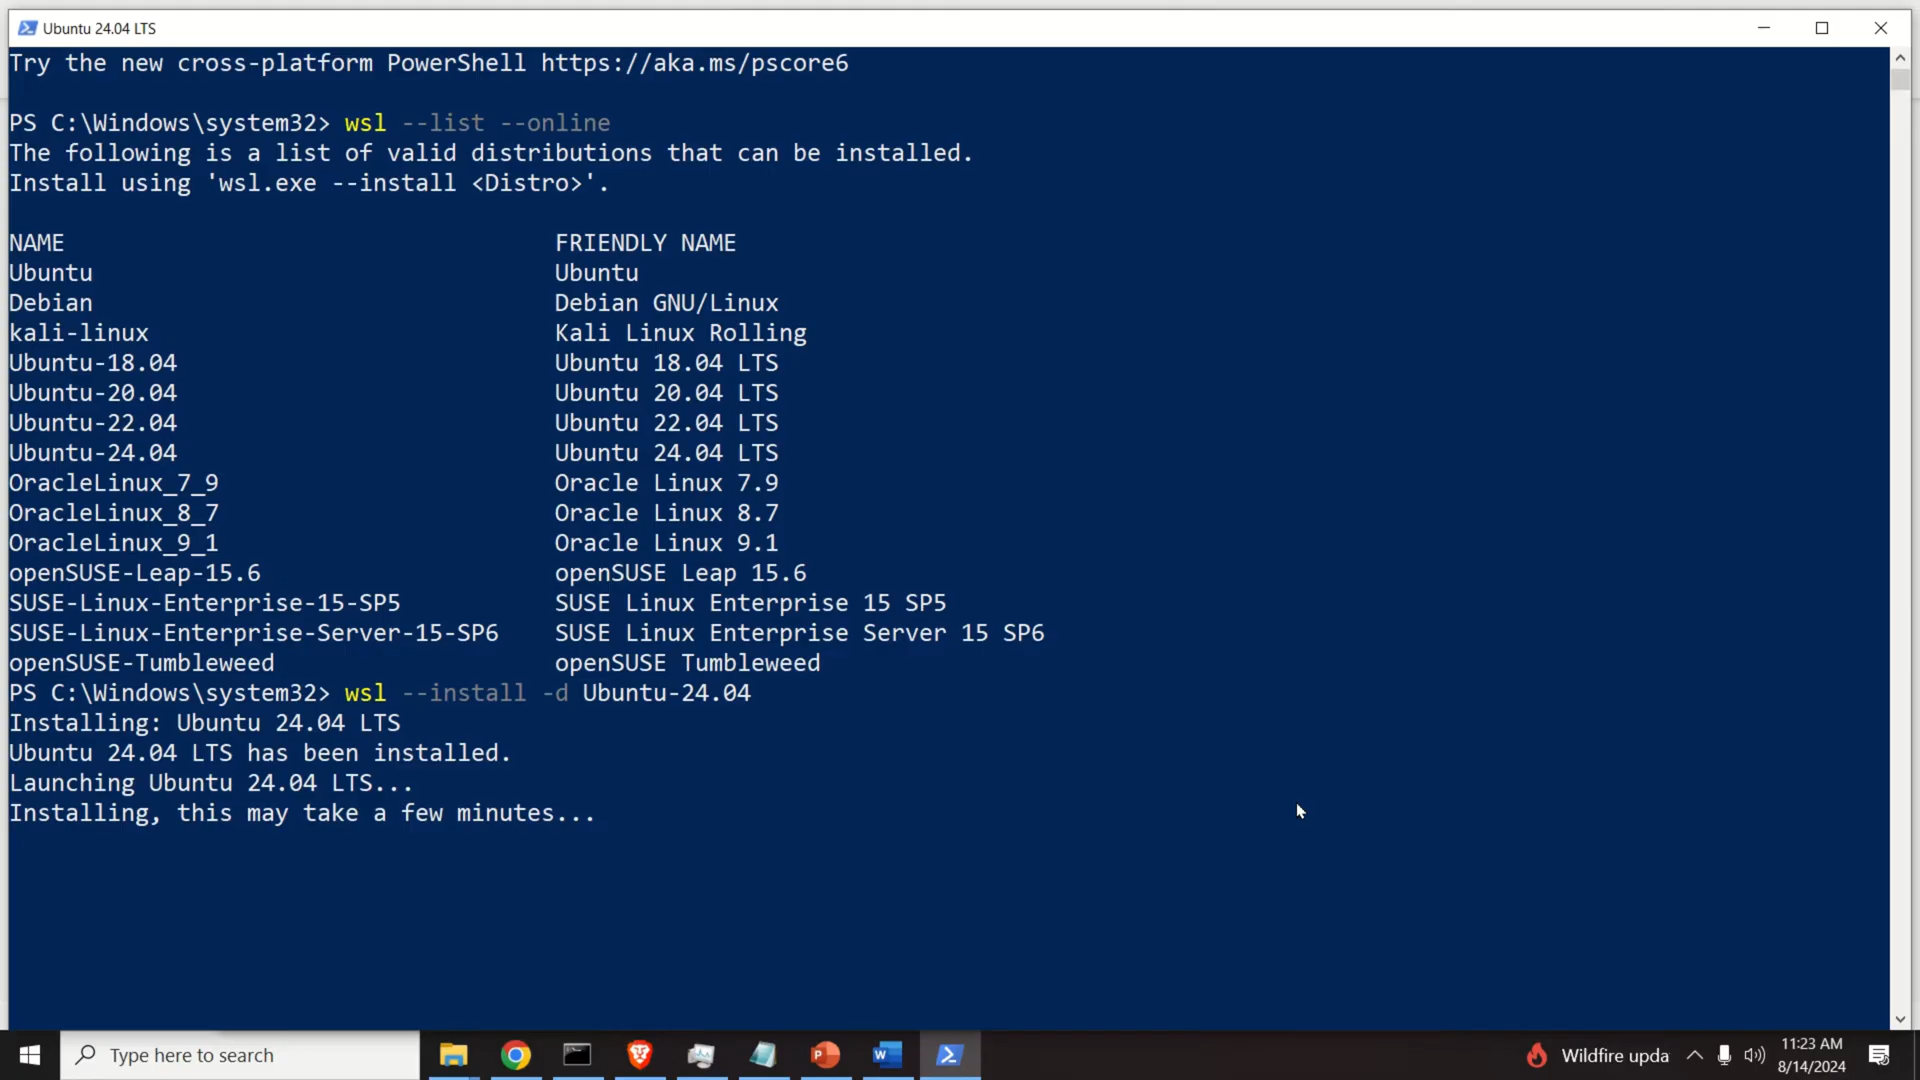 Ubuntu 24.04 LTS
Try the new cross-platform PowerShell https://aka.ms/pscore6
PS C:\Windows\system32> wsl --list --online
The following is a list of valid distributions that can be installed.
Install using 'wsl.exe --install <Distro>'.
NAME FRIENDLY NAME
Ubuntu Ubuntu
Debian Debian GNU/Linux
kali-linux Kali Linux Rolling
Ubuntu-18.04 Ubuntu 18.04 LTS
Ubuntu-20.04 Ubuntu 20.04 LTS
Ubuntu-22.04 Ubuntu 22.04 LTS
Ubuntu-24.04 Ubuntu 24.04 LTS
OracleLinux_7_9 Oracle Linux 7.9
OracleLinux_8_7 Oracle Linux 8.7
OracleLinux_9_1 Oracle Linux 9.1
openSUSE-Leap-15.6 openSUSE Leap 15.6
SUSE-Linux-Enterprise-15-SP5 SUSE Linux Enterprise 15 SP5
SUSE-Linux-Enterprise-Server-15-SP6 SUSE Linux Enterprise Server 15 SP6
openSUSE-Tumbleweed openSUSE Tumbleweed
PS C:\Windows\system32> wsl --install -d Ubuntu-24.04
Installing: Ubuntu 24.04 LTS
Ubuntu 24.04 LTS has been installed.
Launching Ubuntu 24.04 LTS...
Installing, this may take a few minutes...
Type here to search
P
W
Wildfire upda
11:23 AM
8/14/2024